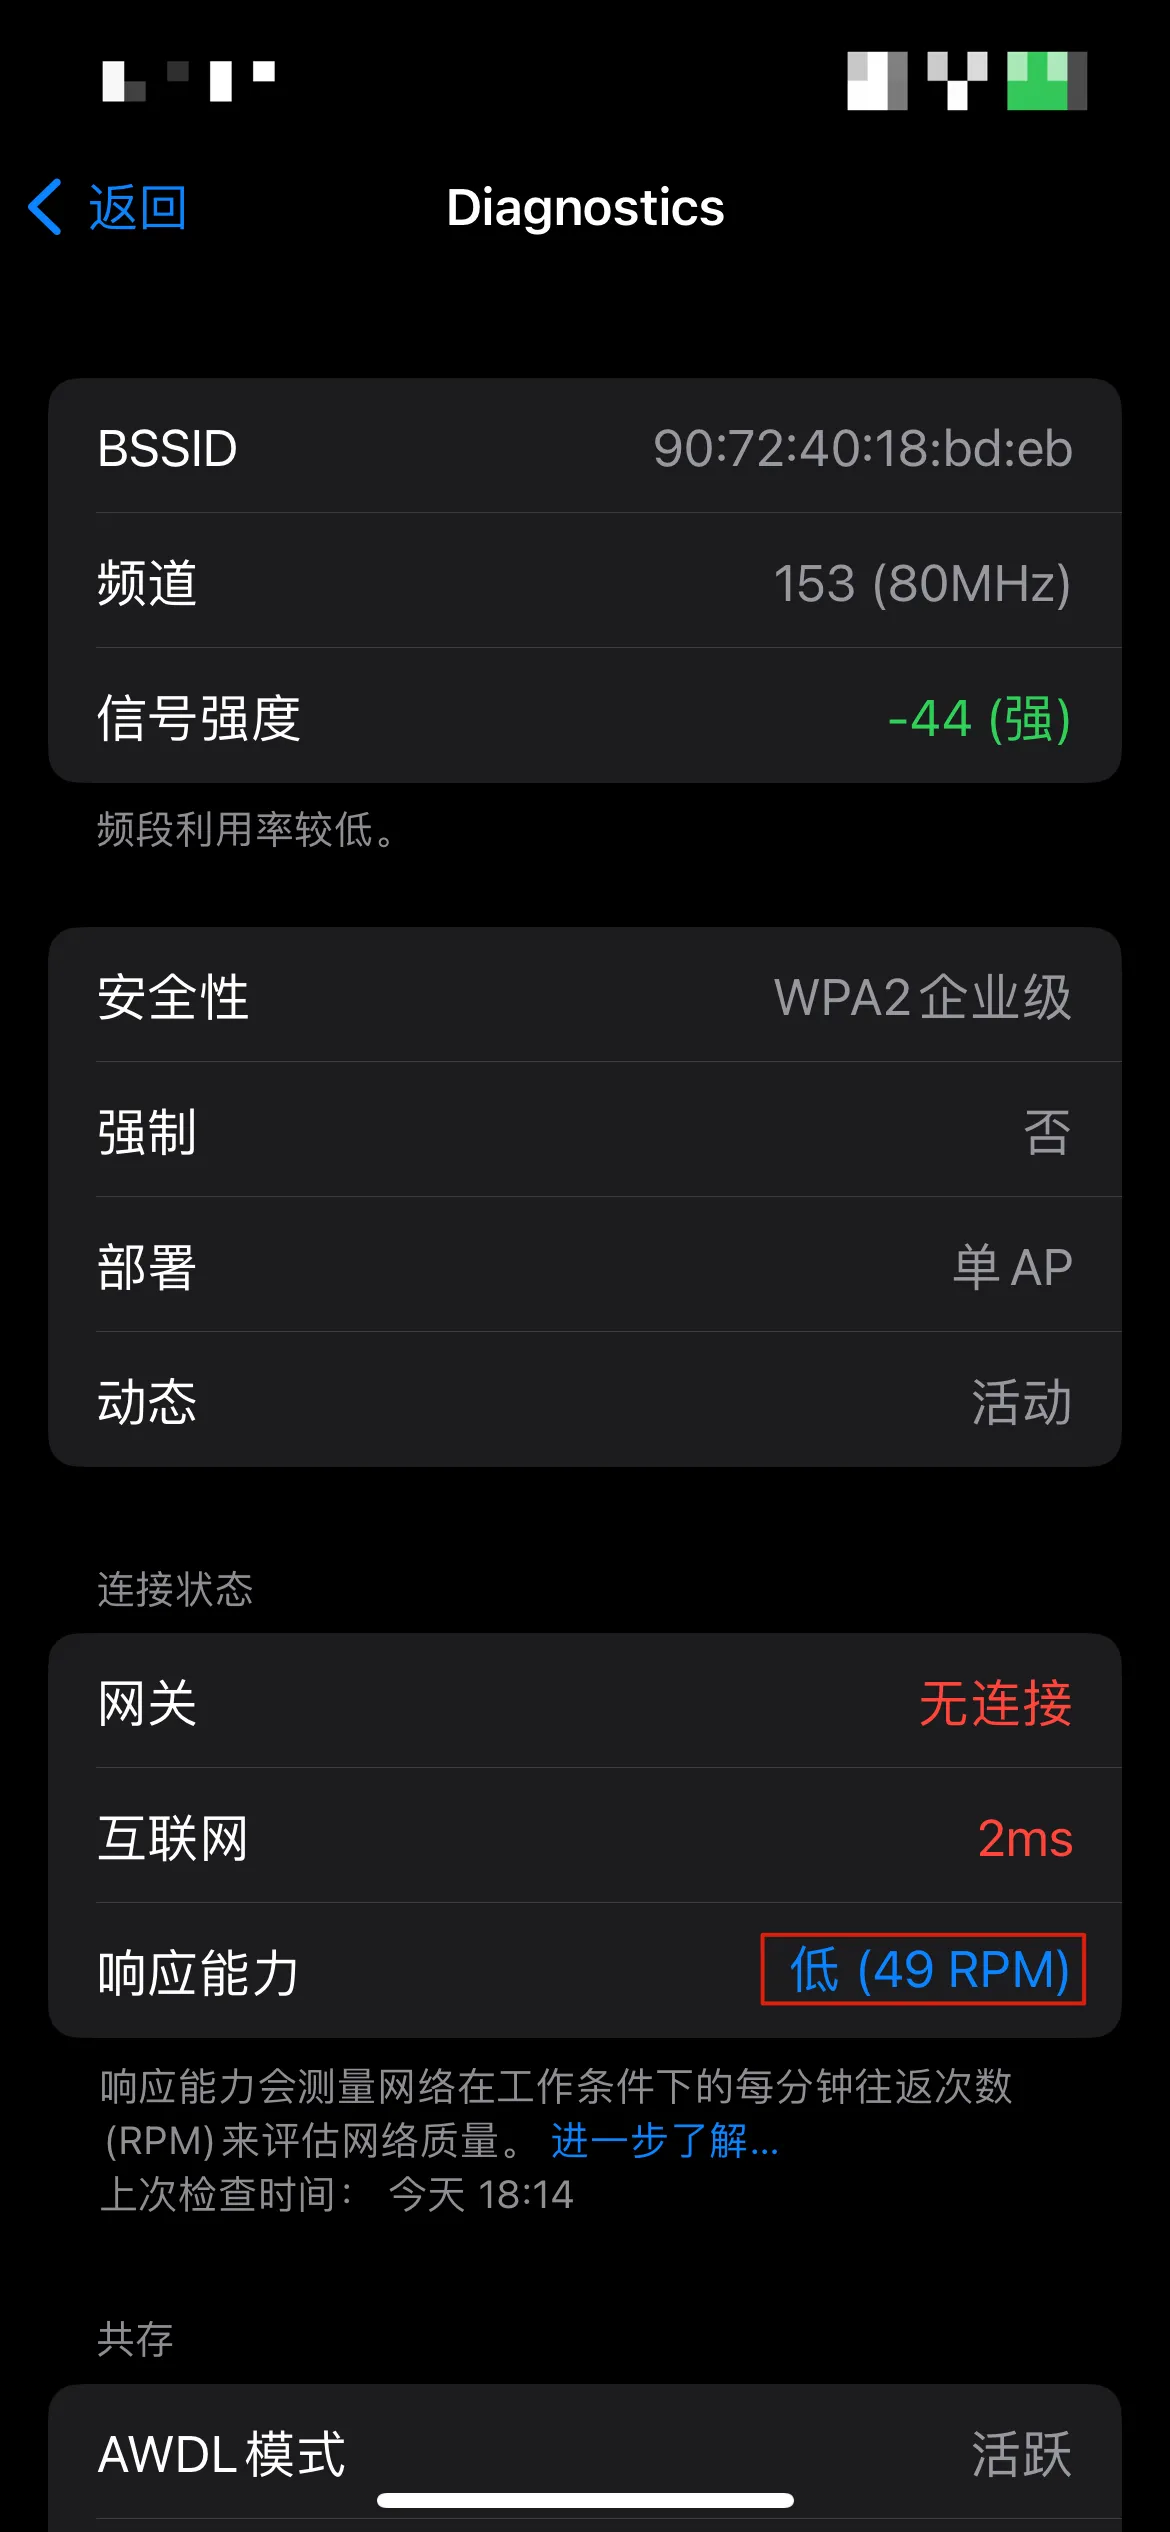 返回
Diagnostics
BSSID 90:72:40:18:bd:eb
频道 153 (80MHz)
信号强度 -44 (强)
频段利用率较低。
安全性 WPA2企业级
强制 否
部署 单 AP
动态 活动
连接状态
网关 无连接
互联网 2ms
响应能力 低 (49 RPM)
响应能力会测量网络在工作条件下的每分钟往返次数
(RPM)来评估网络质量。 进一步了解...
上次检查时间： 今天 18:14
共存
AWDL模式 活跃